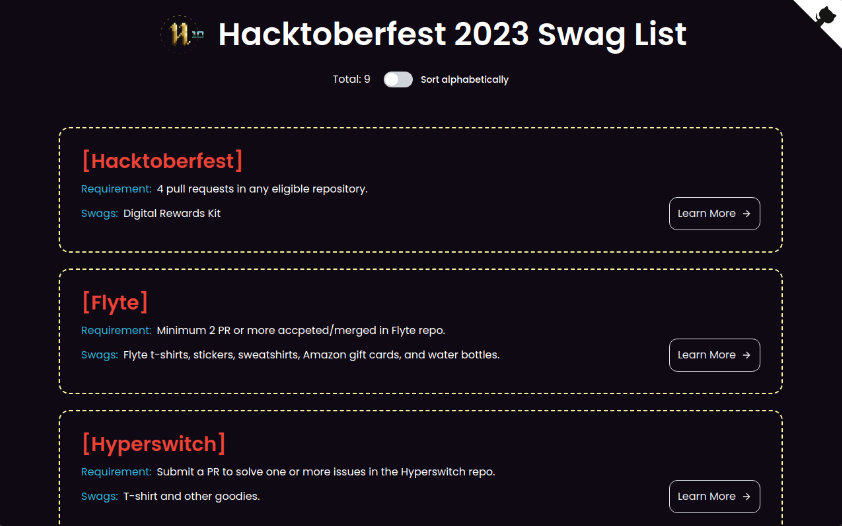 Hacktoberfest 2023 Swag List
Total: 9 Sort alphabetically
[Hacktoberfest]
Requirement: 4 pull requests in any eligible repository.
Swags: Digital Rewards Kit
Learn More →
[Flyte]
Requirement: Minimum 2 PR or more accpeted/merged in Flyte repo.
Swags: Flyte t-shirts, stickers, sweatshirts, Amazon gift cards, and water bottles.
Learn More →
[Hyperswitch]
Requirement: Submit a PR to solve one or more issues in the Hyperswitch repo.
Swags: T-shirt and other goodies.
Learn More →